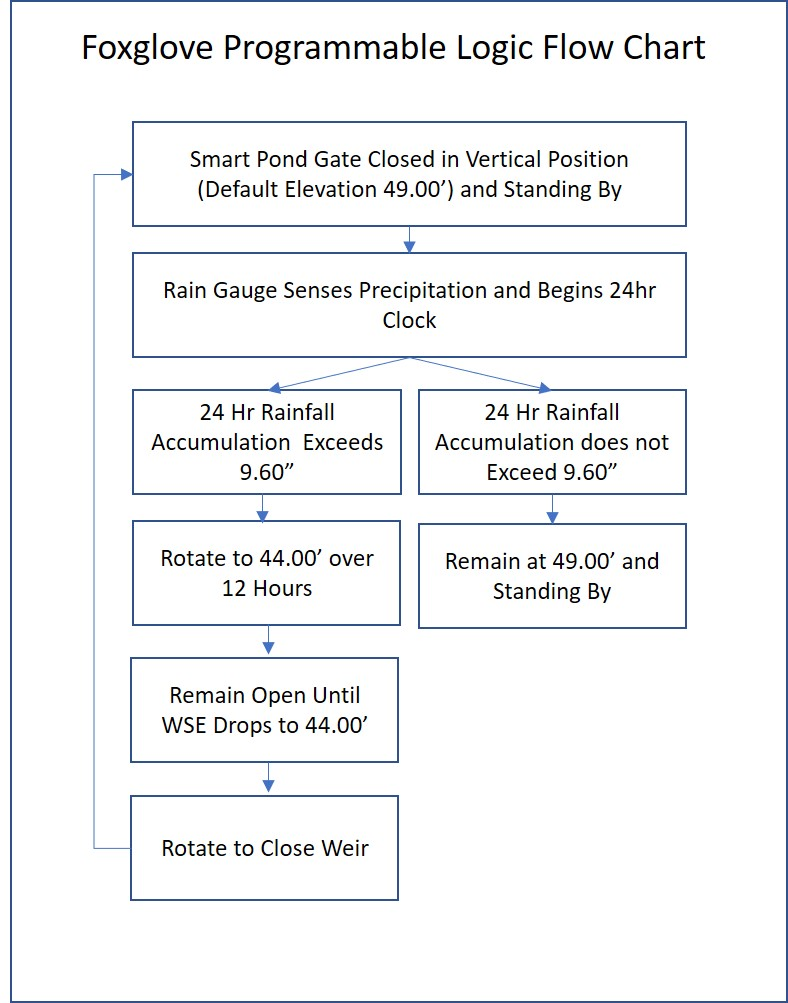 Foxglove Programmable Logic Flow Chart
Smart Pond Gate Closed in Vertical Position
(Default Elevation 49.00’) and Standing By
Rain Gauge Senses Precipitation and Begins 24hr
Clock
24 Hr Rainfall
Accumulation  Exceeds
9.60”
24 Hr Rainfall
Accumulation does not
Exceed 9.60”
Rotate to 44.00’ over
12 Hours
Remain at 49.00’ and
Standing By
Remain Open Until
WSE Drops to 44.00’
Rotate to Close Weir